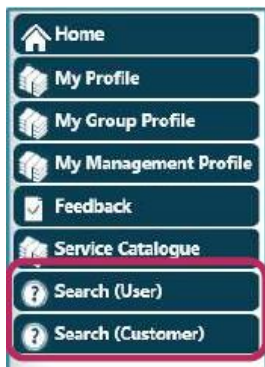 Home
My Profile
My Group Profile
My Management Profile
Feedback
Service Catalogue
Search (User)
Search (Customer)